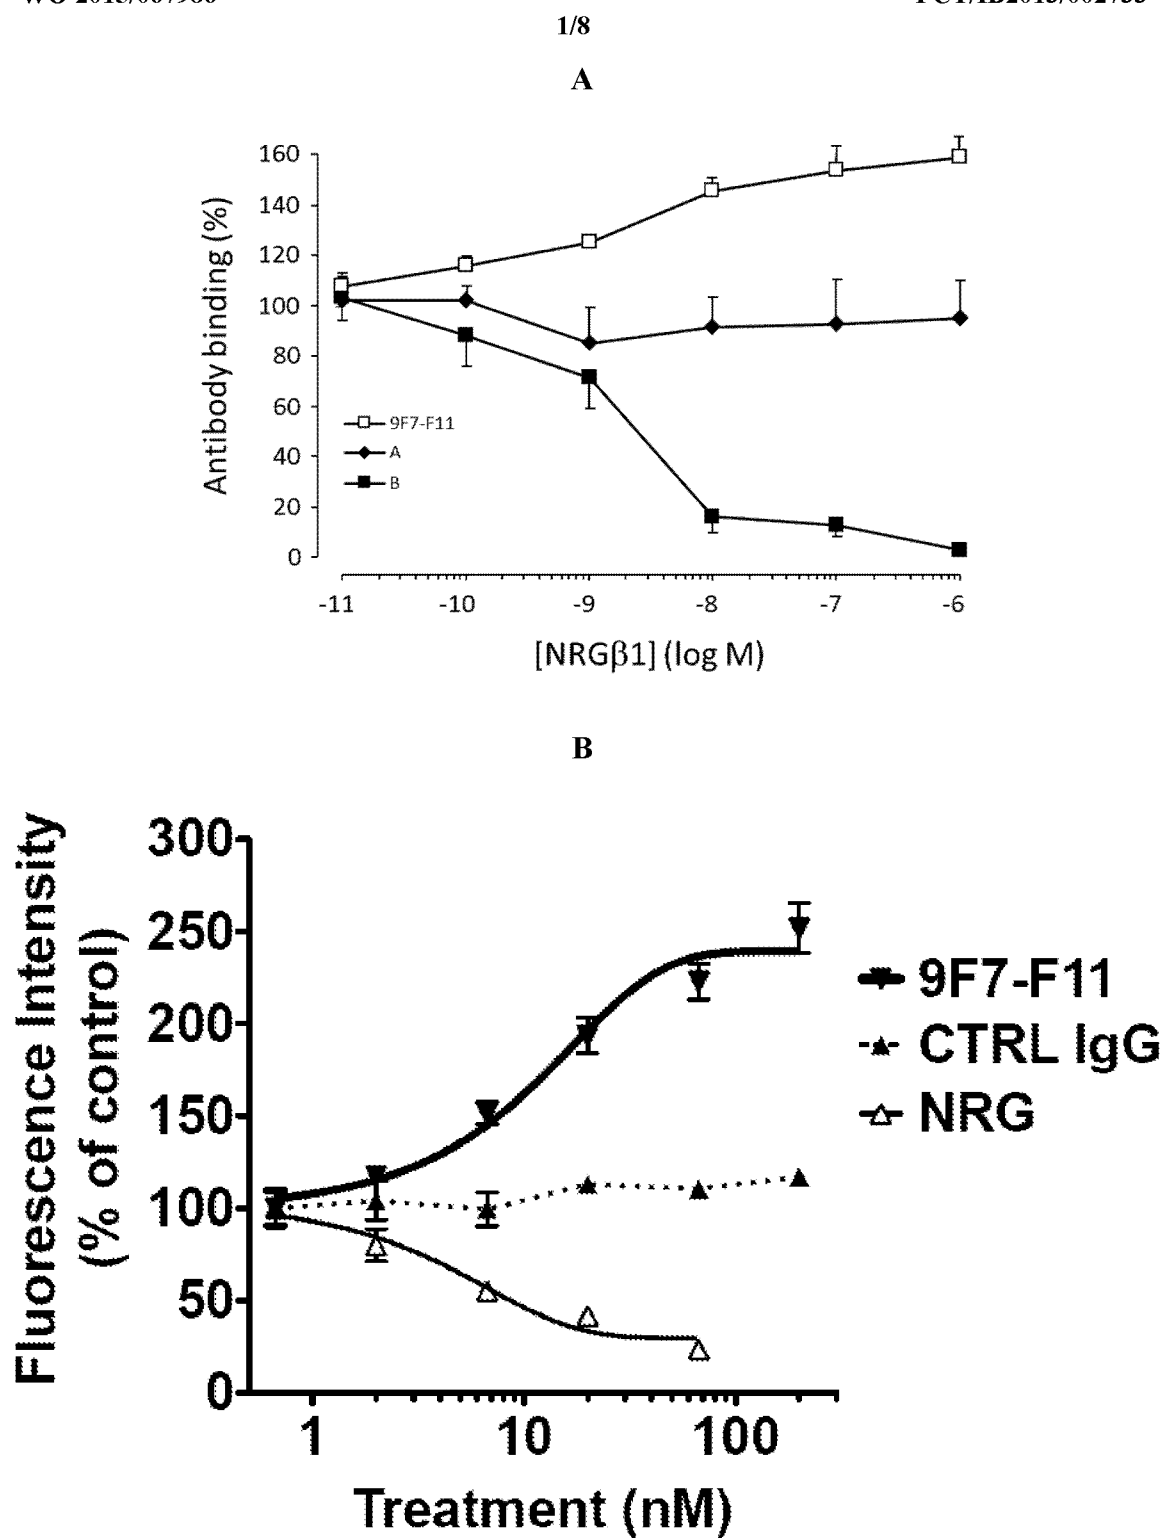 1/8
A
160
140
120
100
80
60
40
20
0
Antibody binding (%)
9F7-F11
A
B
-11 -10 -9 -8 -7 -6
[NRGβ1] (log M)
B
300
250
200
150
100
50
0
Fluorescence Intensity
(% of control)
9F7-F11
CTRL IgG
NRG
1 10 100
Treatment (nM)